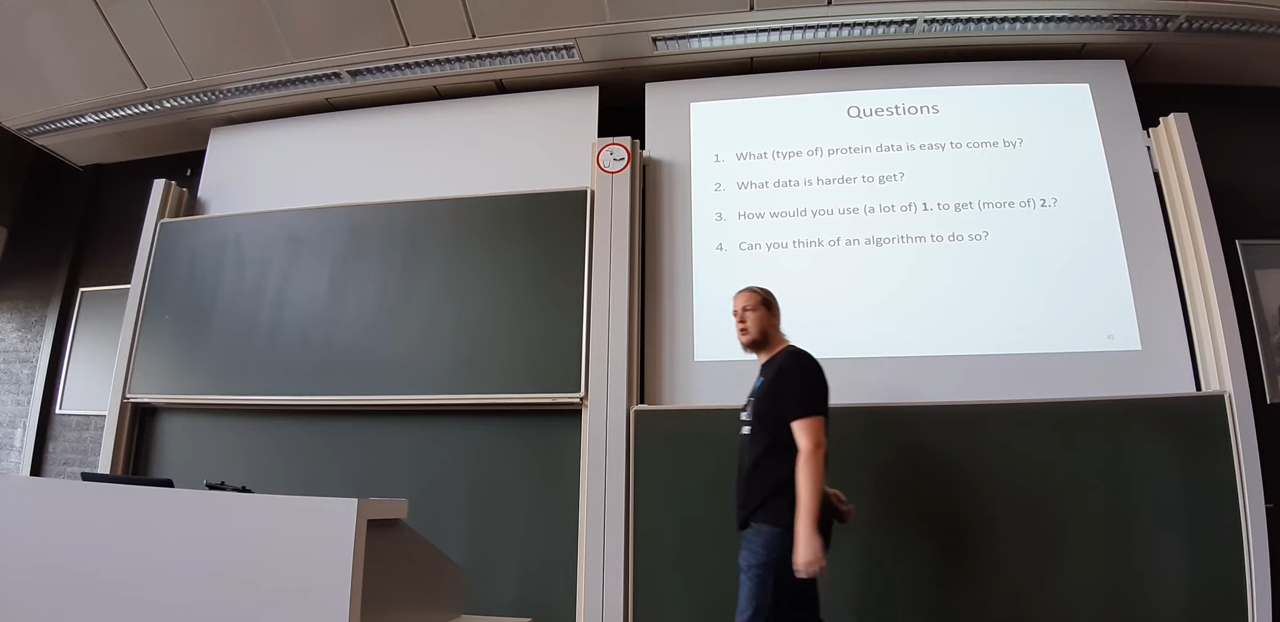 Questions
1. What (type of) protein data is easy to come by?
2. What data is harder to get?
3. How would you use (a lot of) 1. to get (more of) 2.?
4. Can you think of an algorithm to do so?